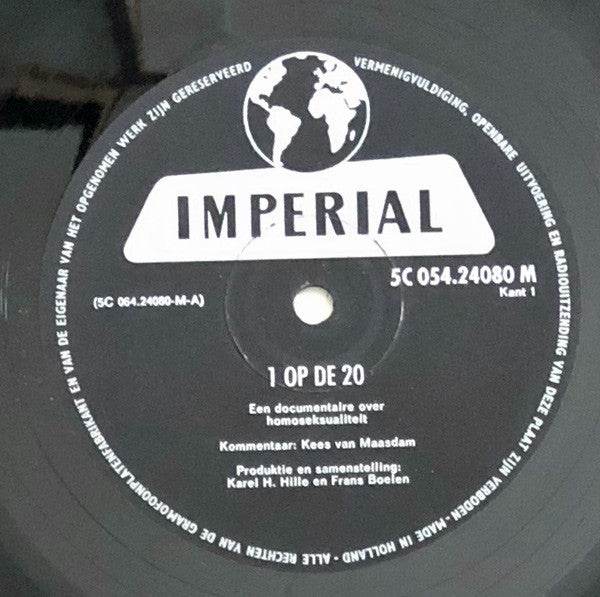 VERMENIGVULDIGING, OPENBARE UITVOERING EN RADIOUITZENDING VAN DEZE PLAAT ZIJN VERBODEN - MADE IN HOLLAND - ALLE RECHTEN VAN DE GRAMOFOONPLATENFABRIKANT EN VAN DE EIGENAAR VAN HET OPGENOMEN WERK ZIJN GERESERVEERD
IMPERIAL
5C 054.24080 M
Kant 1
(5C 064.24080-M-A)
1 OP DE 20
Een documentaire over
homoseksualiteit
Kommentaar: Kees van Maasdam
Produktie en samenstelling:
Karel H. Hille en Frans Boelen